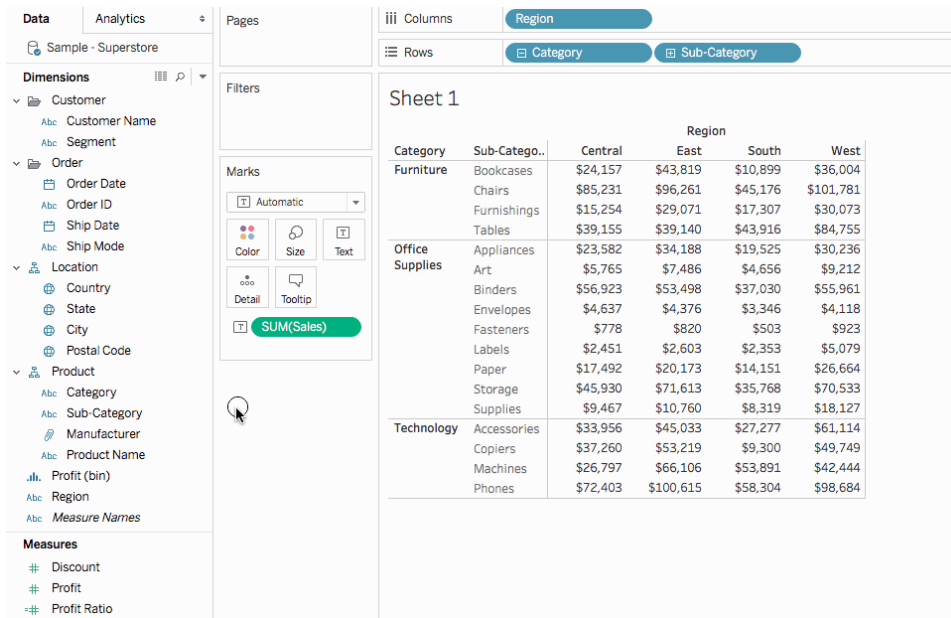 Data Analytics
Sample - Superstore
Dimensions
Customer
Abc Customer Name
Abc Segment
Order
Order Date
Abc Order ID
Ship Date
Abc Ship Mode
Location
Country
State
City
Postal Code
Product
Abc Category
Abc Sub-Category
Manufacturer
Abc Product Name
Profit (bin)
Abc Region
Abc Measure Names
Measures
# Discount
# Profit
=# Profit Ratio
Pages
Filters
Marks
T Automatic
Color Size T Text
Detail Tooltip
T SUM(Sales)
iii Columns Region
Rows Category Sub-Category
Sheet 1
Region
Category Sub-Catego.. Central East South West
Furniture Bookcases $24,157 $43,819 $10,899 $36,004
Chairs $85,231 $96,261 $45,176 $101,781
Furnishings $15,254 $29,071 $17,307 $30,073
Tables $39,155 $39,140 $43,916 $84,755
Office Supplies Appliances $23,582 $34,188 $19,525 $30,236
Art $5,765 $7,486 $4,656 $9,212
Binders $56,923 $53,498 $37,030 $55,961
Envelopes $4,637 $4,376 $3,346 $4,118
Fasteners $778 $820 $503 $923
Labels $2,451 $2,603 $2,353 $5,079
Paper $17,492 $20,173 $14,151 $26,664
Storage $45,930 $71,613 $35,768 $70,533
Supplies $9,467 $10,760 $8,319 $18,127
Technology Accessories $33,956 $45,033 $27,277 $61,114
Copiers $37,260 $53,219 $9,300 $49,749
Machines $26,797 $66,106 $53,891 $42,444
Phones $72,403 $100,615 $58,304 $98,684